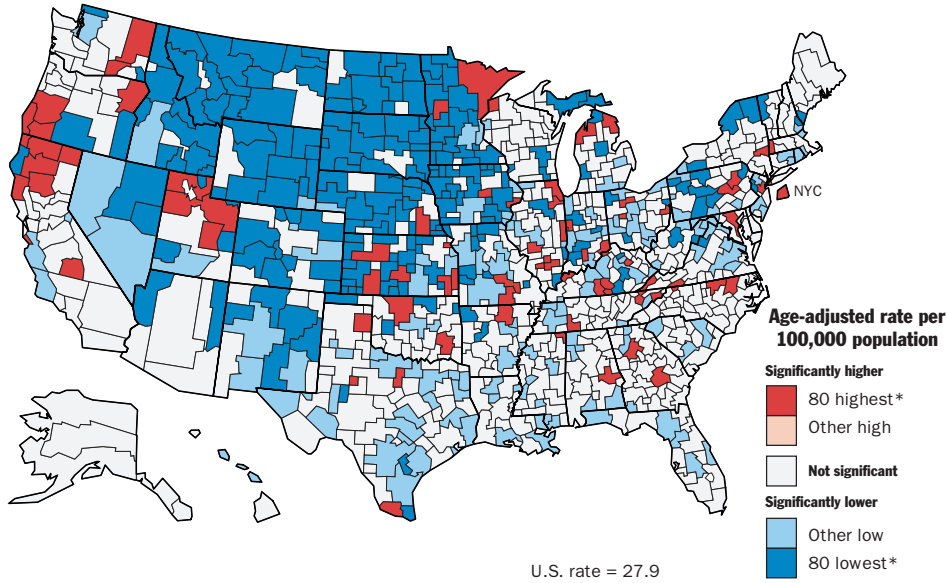 NYC
Age-adjusted rate per
100,000 population
Significantly higher
80 highest*
Other high
Not significant
Significantly lower
Other low
80 lowest*
U.S. rate = 27.9